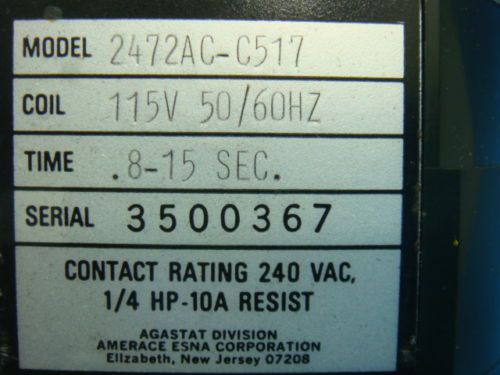 MODEL 2472AC-C517
COIL 115V 50/60HZ
TIME .8-15 SEC.
SERIAL 3500367
CONTACT RATING 240 VAC,
1/4 HP-10A RESIST
AGASTAT DIVISION
AMERACE ESNA CORPORATION
Elizabeth, New Jersey 07208